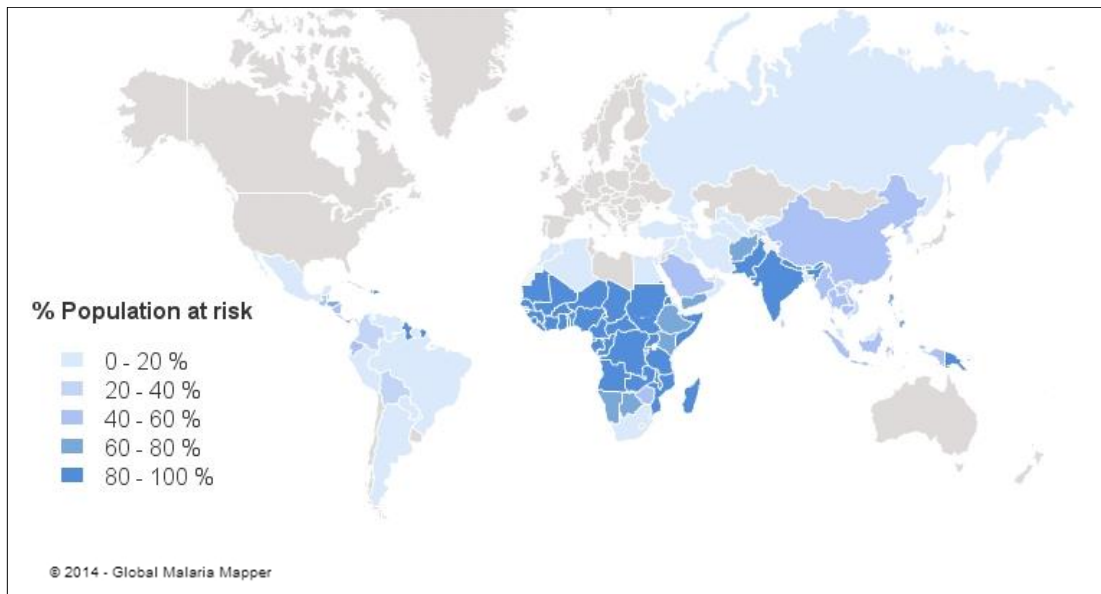 % Population at risk
0 - 20 %
20 - 40 %
40 - 60 %
60 - 80 %
80 - 100 %
© 2014 - Global Malaria Mapper